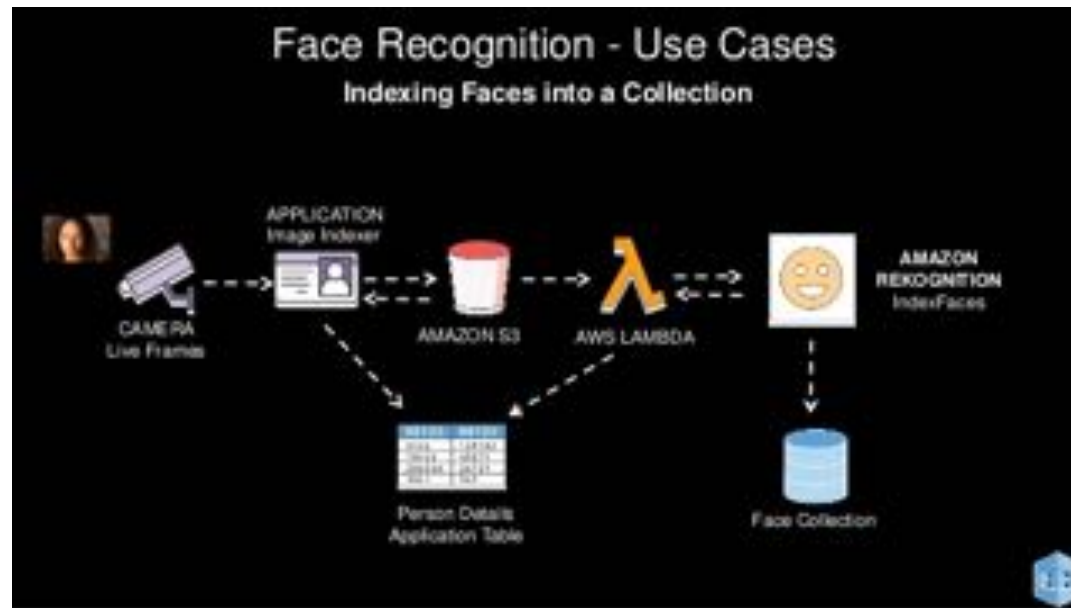 Face Recognition - Use Cases
Indexing Faces into a Collection
APPLICATION
Image Indexer
CAMERA
Live Frames
AMAZON S3
AWS LAMBDA
AMAZON
REKOGNITION
IndexFaces
Person Details
Application Table
Face Collection